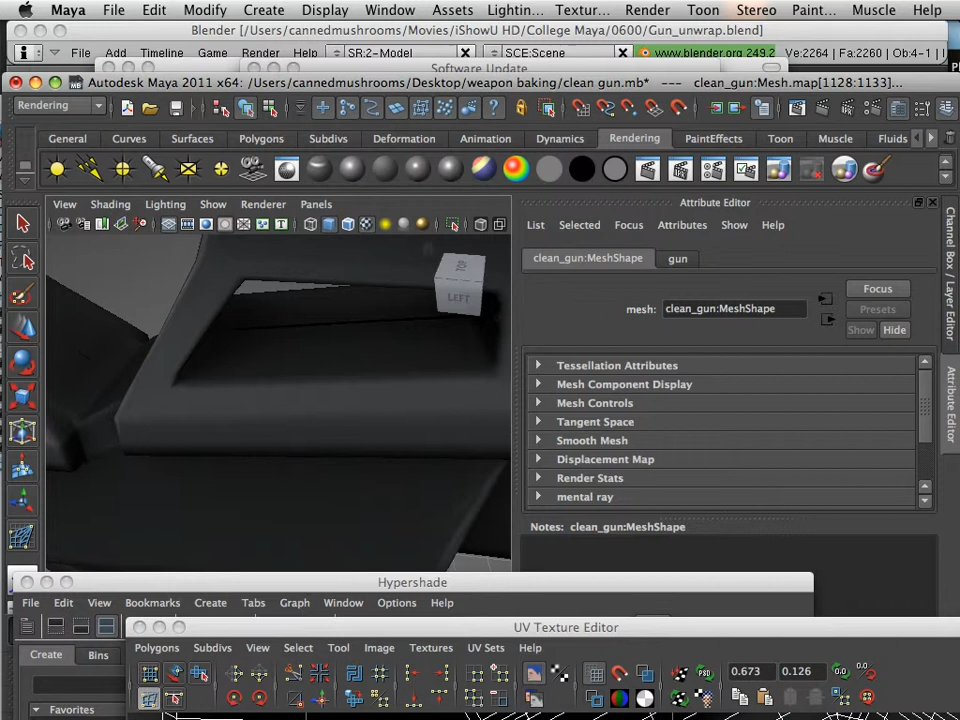 Maya File Edit Modify Create Display Window Assets Lightin... Textur... Render Toon Stereo Paint... Muscle Help
Blender [/Users/cannedmushrooms/Movies/iShowU HD/College Maya/0600/Gun_unwrap.blend]
File Add Timeline Game Render Help SR:2-Model SCE:Scene www.blender.org 249.2 Ve:2264 | Fa:2260 | Ob:4-1 |
Software Update
Autodesk Maya 2011 x64: /Users/cannedmushrooms/Desktop/weapon baking/clean gun.mb* --- clean_gun:Mesh.map[1128:1133]...
Rendering
General Curves Surfaces Polygons Subdivs Deformation Animation Dynamics Rendering PaintEffects Toon Muscle Fluids
View Shading Lighting Show Renderer Panels
Attribute Editor
List Selected Focus Attributes Show Help
clean_gun:MeshShape gun
TOP
LEFT
mesh: clean_gun:MeshShape
Focus
Presets
Show Hide
Channel Box / Layer Editor
Attribute Editor
Tessellation Attributes
Mesh Component Display
Mesh Controls
Tangent Space
Smooth Mesh
Displacement Map
Render Stats
mental ray
Notes: clean_gun:MeshShape
Hypershade
File Edit View Bookmarks Create Tabs Graph Window Options Help
UV Texture Editor
Create Bins
Polygons Subdivs View Select Tool Image Textures UV Sets Help
PSD 0.673 0.126
Favorites